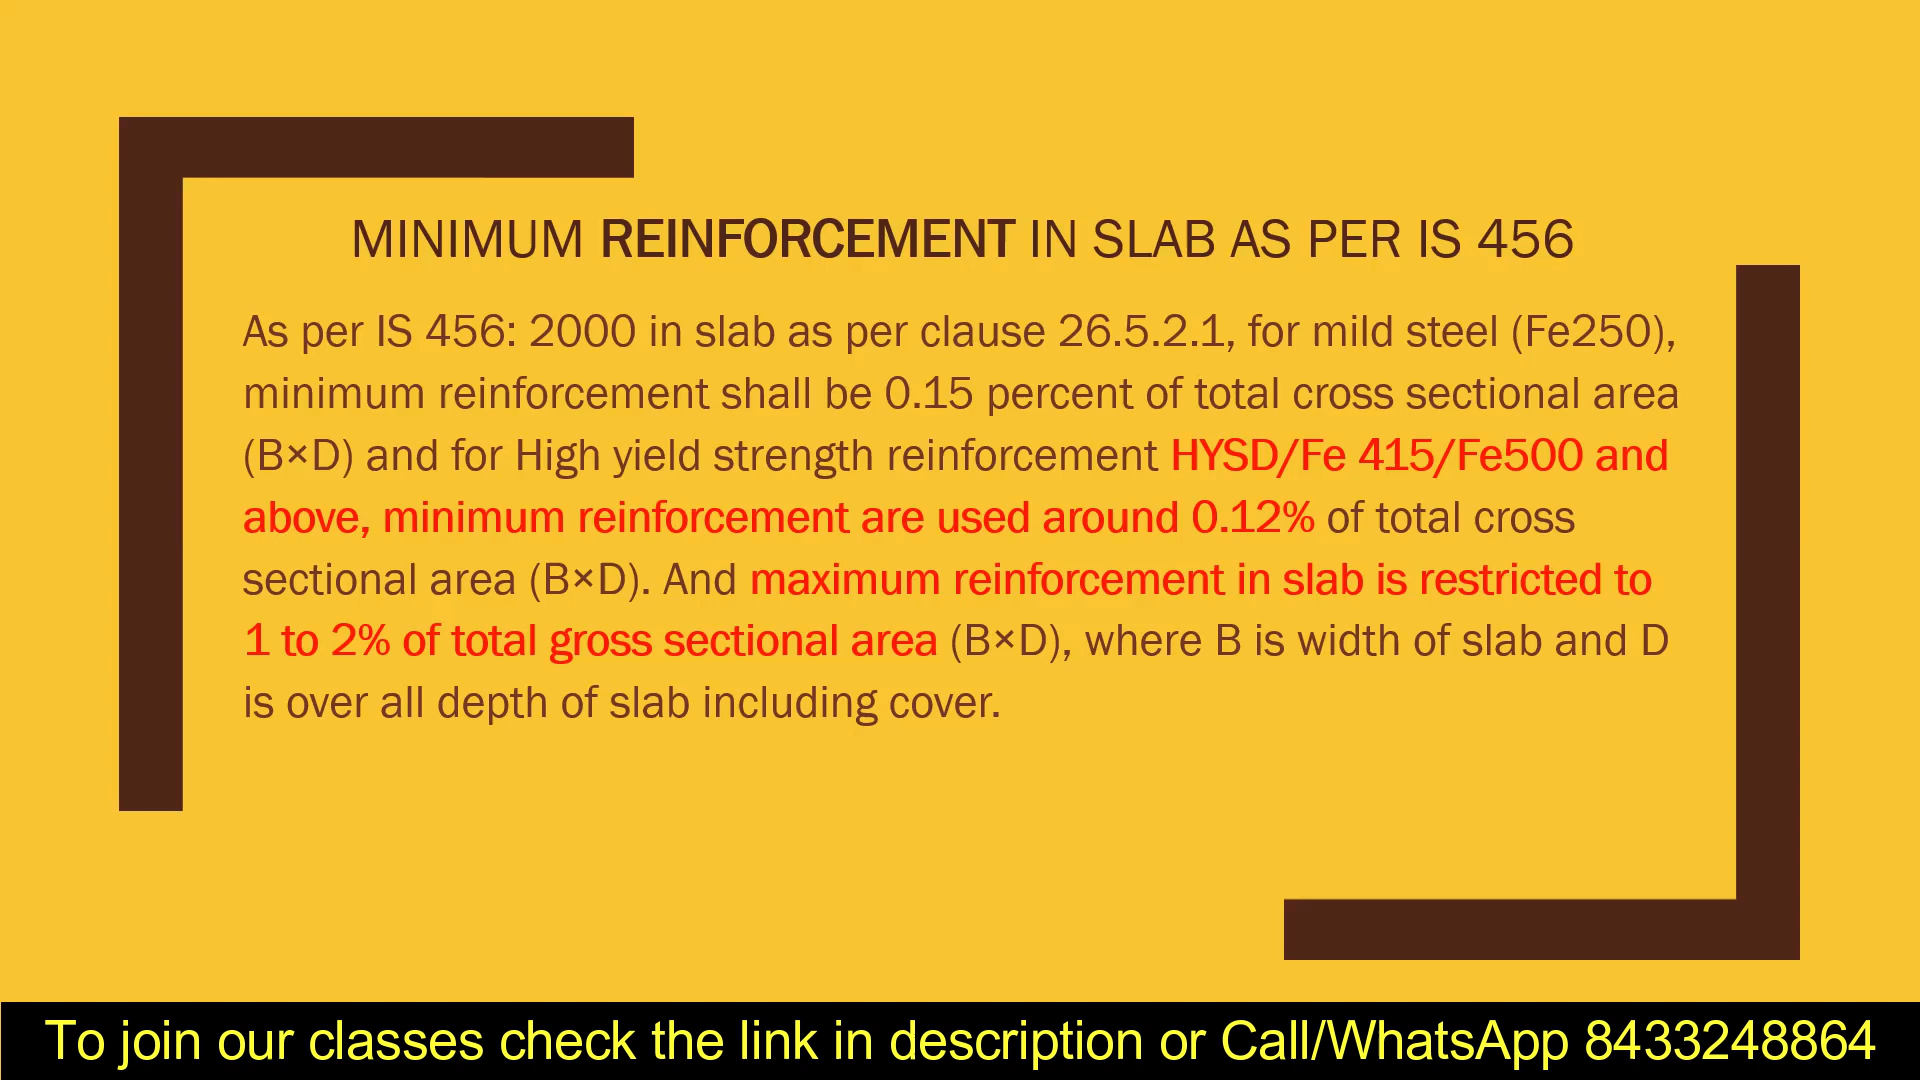 MINIMUM REINFORCEMENT IN SLAB AS PER IS 456
As per IS 456: 2000 in slab as per clause 26.5.2.1, for mild steel (Fe250),
minimum reinforcement shall be 0.15 percent of total cross sectional area
(B×D) and for High yield strength reinforcement HYSD/Fe 415/Fe500 and
above, minimum reinforcement are used around 0.12% of total cross
sectional area (B×D). And maximum reinforcement in slab is restricted to
1 to 2% of total gross sectional area (B×D), where B is width of slab and D
is over all depth of slab including cover.
To join our classes check the link in description or Call/WhatsApp 8433248864